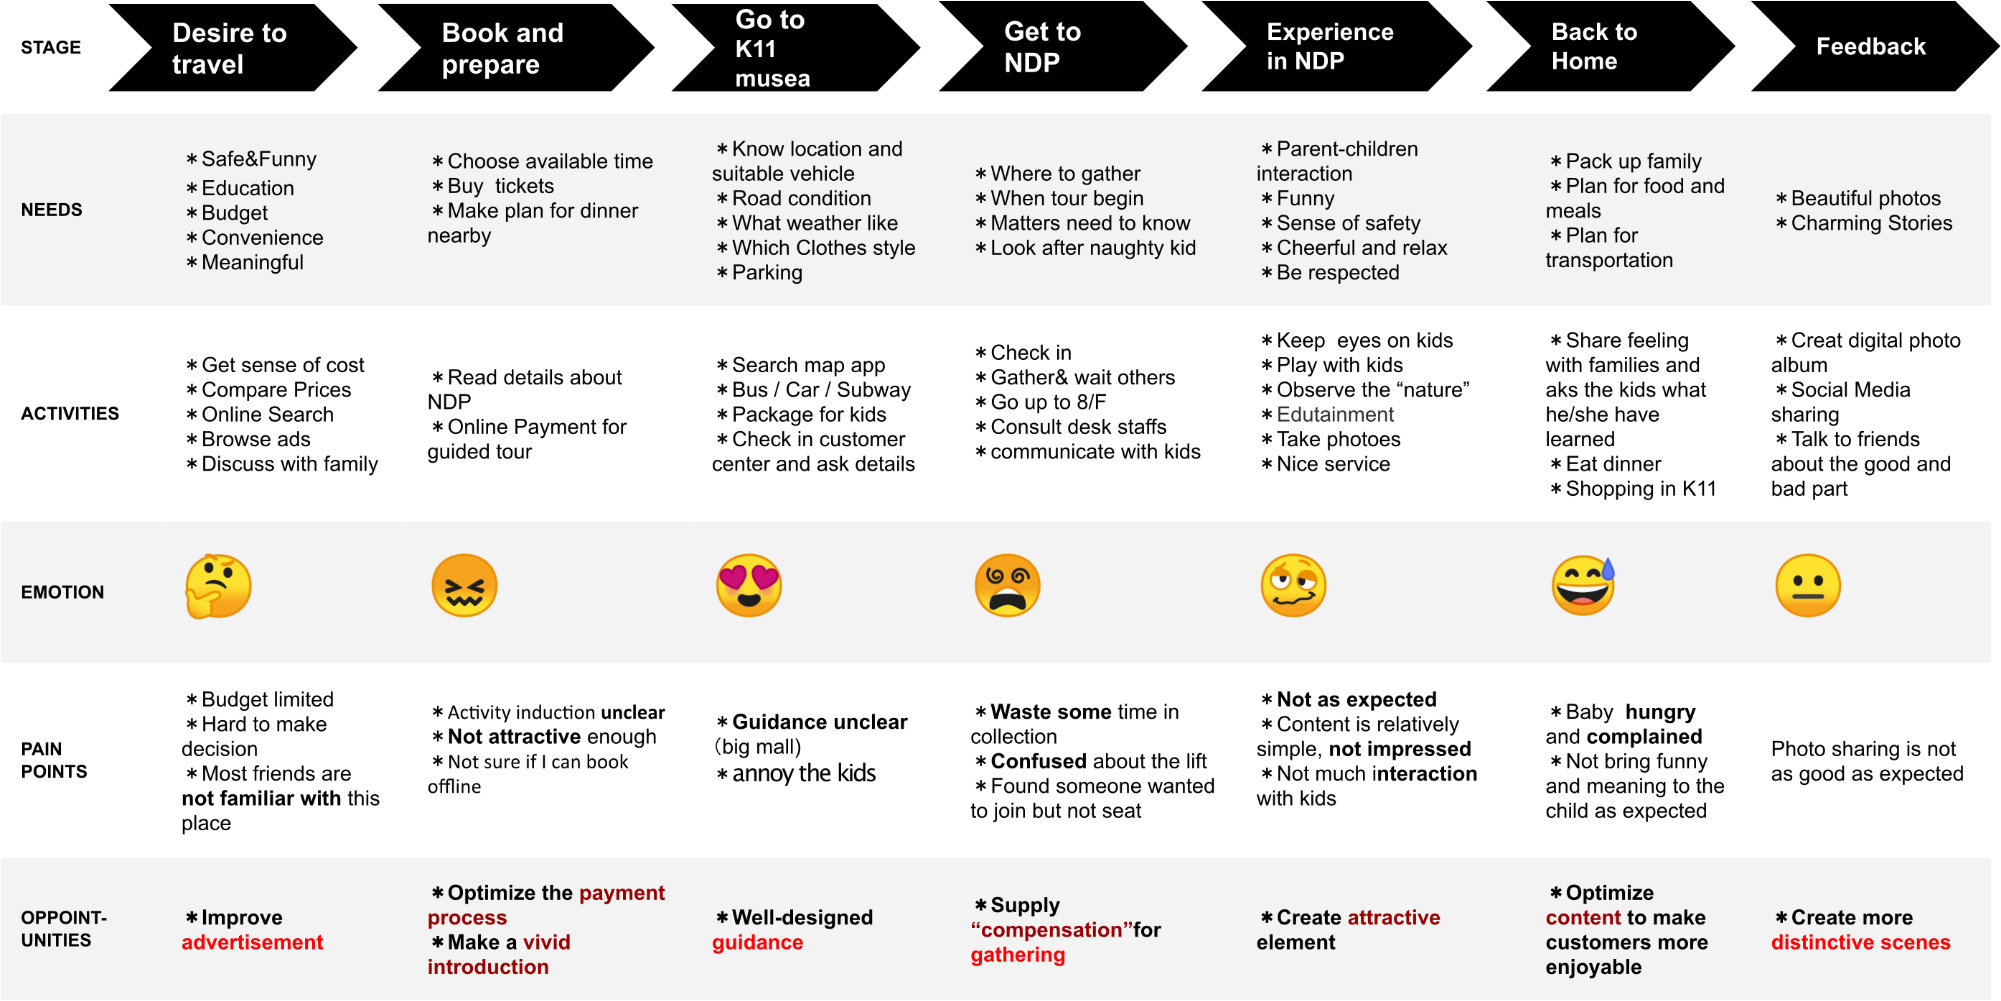 STAGE
Desire to
travel
Book and
prepare
Go to
K11
musea
Get to
NDP
Experience
in NDP
Back to
Home
Feedback
NEEDS
*Safe&Funny
*Education
*Budget
*Convenience
*Meaningful
*Choose available time
*Buy  tickets
*Make plan for dinner
nearby
*Know location and
suitable vehicle
*Road condition
*What weather like
*Which Clothes style
*Parking
*Where to gather
*When tour begin
*Matters need to know
*Look after naughty kid
*Parent-children
interaction
*Funny
*Sense of safety
*Cheerful and relax
*Be respected
*Pack up family
*Plan for food and
meals
*Plan for
transportation
*Beautiful photos
*Charming Stories
ACTIVITIES
*Get sense of cost
*Compare Prices
*Online Search
*Browse ads
*Discuss with family
*Read details about
NDP
*Online Payment for
guided tour
*Search map app
*Bus / Car / Subway
*Package for kids
*Check in customer
center and ask details
*Check in
*Gather& wait others
*Go up to 8/F
*Consult desk staffs
*communicate with kids
*Keep  eyes on kids
*Play with kids
*Observe the “nature”
*Edutainment
*Take photoes
*Nice service
*Share feeling
with families and
aks the kids what
he/she have
learned
*Eat dinner
*Shopping in K11
*Creat digital photo
album
*Social Media
sharing
*Talk to friends
about the good and
bad part
EMOTION
PAIN
POINTS
*Budget limited
*Hard to make
decision
*Most friends are
not familiar with this
place
*Activity induction unclear
*Not attractive enough
*Not sure if I can book
offline
*Guidance unclear
（big mall)
*annoy the kids
*Waste some time in
collection
*Confused about the lift
*Found someone wanted
to join but not seat
*Not as expected
*Content is relatively
simple, not impressed
*Not much interaction
with kids
*Baby  hungry
and complained
*Not bring funny
and meaning to the
child as expected
Photo sharing is not
as good as expected
OPPOINT-
UNITIES
*Improve
advertisement
*Optimize the payment
process
*Make a vivid
introduction
*Well-designed
guidance
*Supply
“compensation”for
gathering
*Create attractive
element
*Optimize
content to make
customers more
enjoyable
*Create more
distinctive scenes